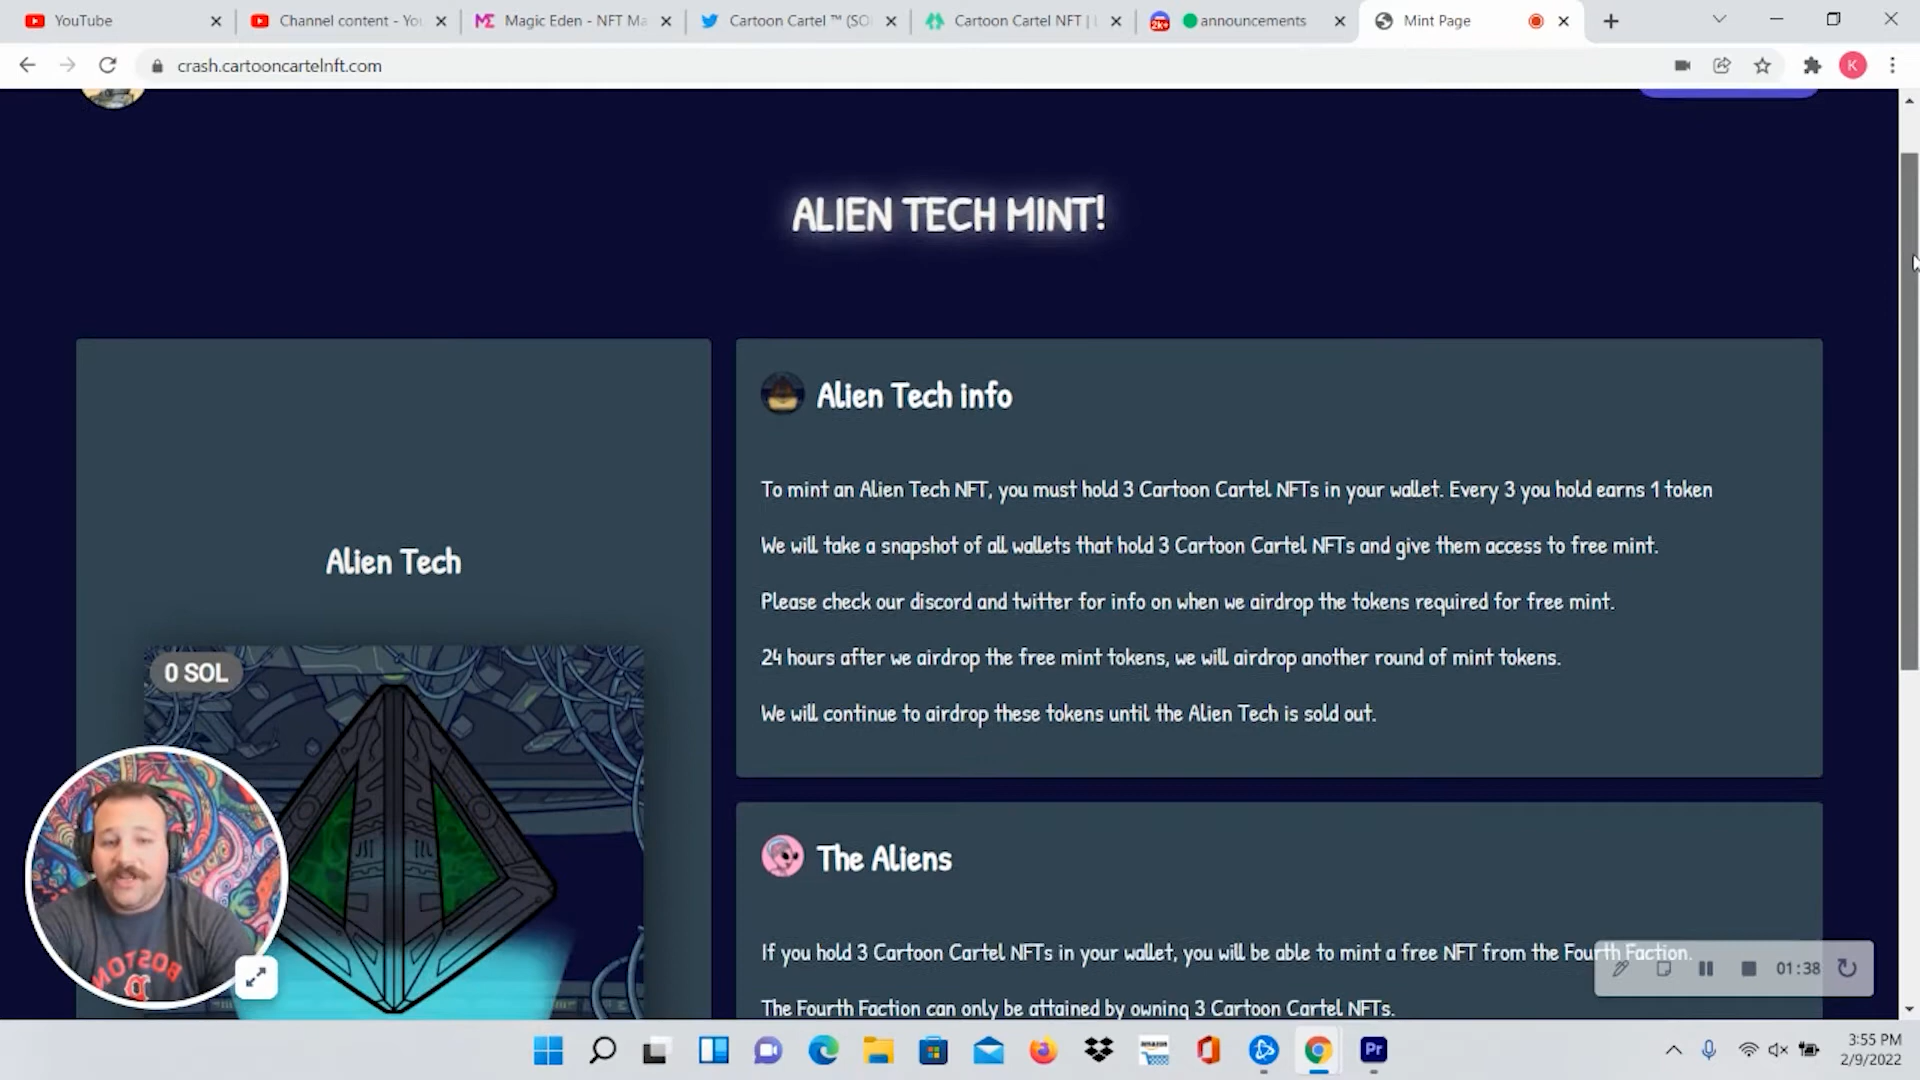 YouTube
Channel content - You
Magic Eden - NFT Ma
Cartoon Cartel ™ (SO
Cartoon Cartel NFT |
2k+
announcements
Mint Page
crash.cartooncartelnft.com
K
ALIEN TECH MINT!
Alien Tech
0 SOL
Alien Tech info
To mint an Alien Tech NFT, you must hold 3 Cartoon Cartel NFTs in your wallet. Every 3 you hold earns 1 token
We will take a snapshot of all wallets that hold 3 Cartoon Cartel NFTs and give them access to free mint.
Please check our discord and twitter for info on when we airdrop the tokens required for free mint.
24 hours after we airdrop the free mint tokens, we will airdrop another round of mint tokens.
We will continue to airdrop these tokens until the Alien Tech is sold out.
The Aliens
If you hold 3 Cartoon Cartel NFTs in your wallet, you will be able to mint a free NFT from the Fourth Faction.
The Fourth Faction can only be attained by owning 3 Cartoon Cartel NFTs.
BOSTON
B
01:38
amazon
Pr
3:55 PM
2/9/2022